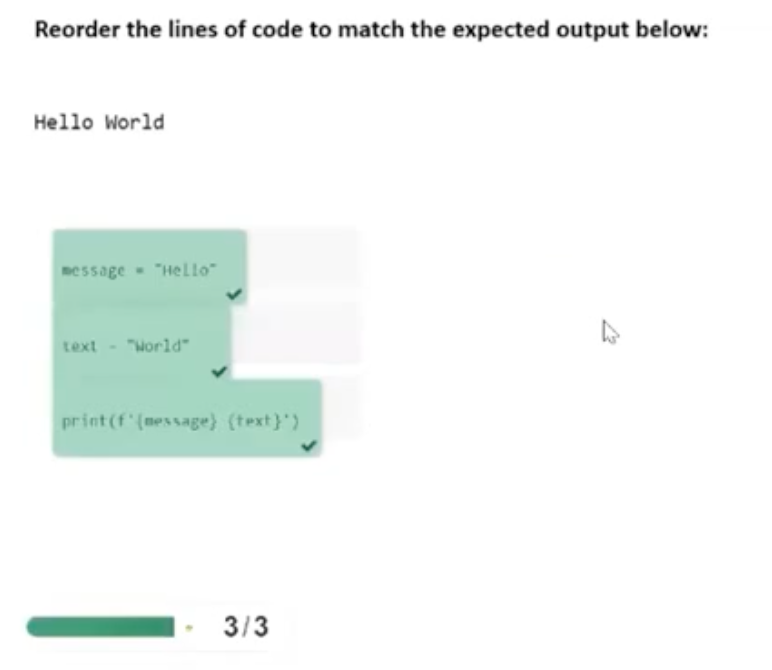 Reorder the lines of code to match the expected output below:
Hello World
message = "Hello"
text = "World"
print(f'{message} {text}')
3/3